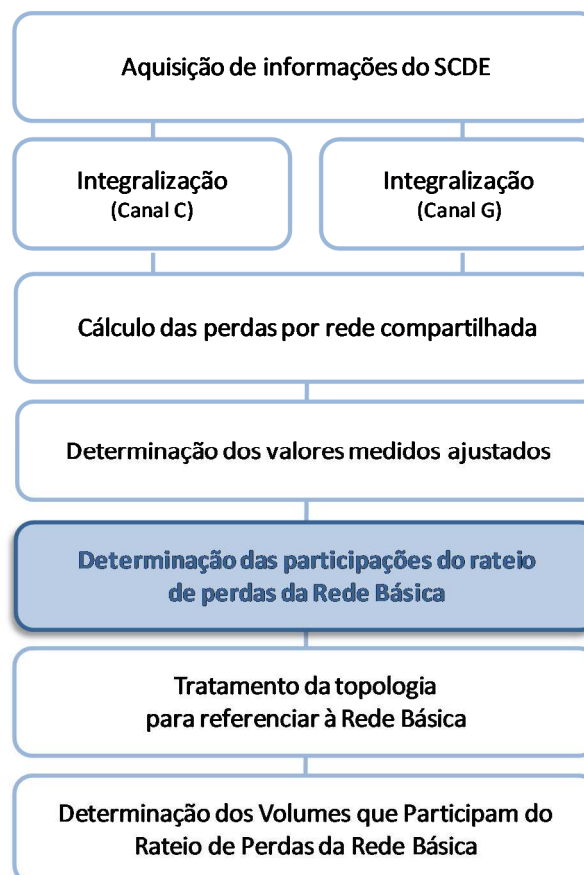 Aquisição de informações do SCDE
Integralização
(Canal C)
Integralização
(Canal G)
Cálculo das perdas por rede compartilhada
Determinação dos valores medidos ajustados
Determinação das participações do rateio
de perdas da Rede Básica
Tratamento da topologia
para referenciar à Rede Básica
Determinação dos Volumes que Participam do
Rateio de Perdas da Rede Básica